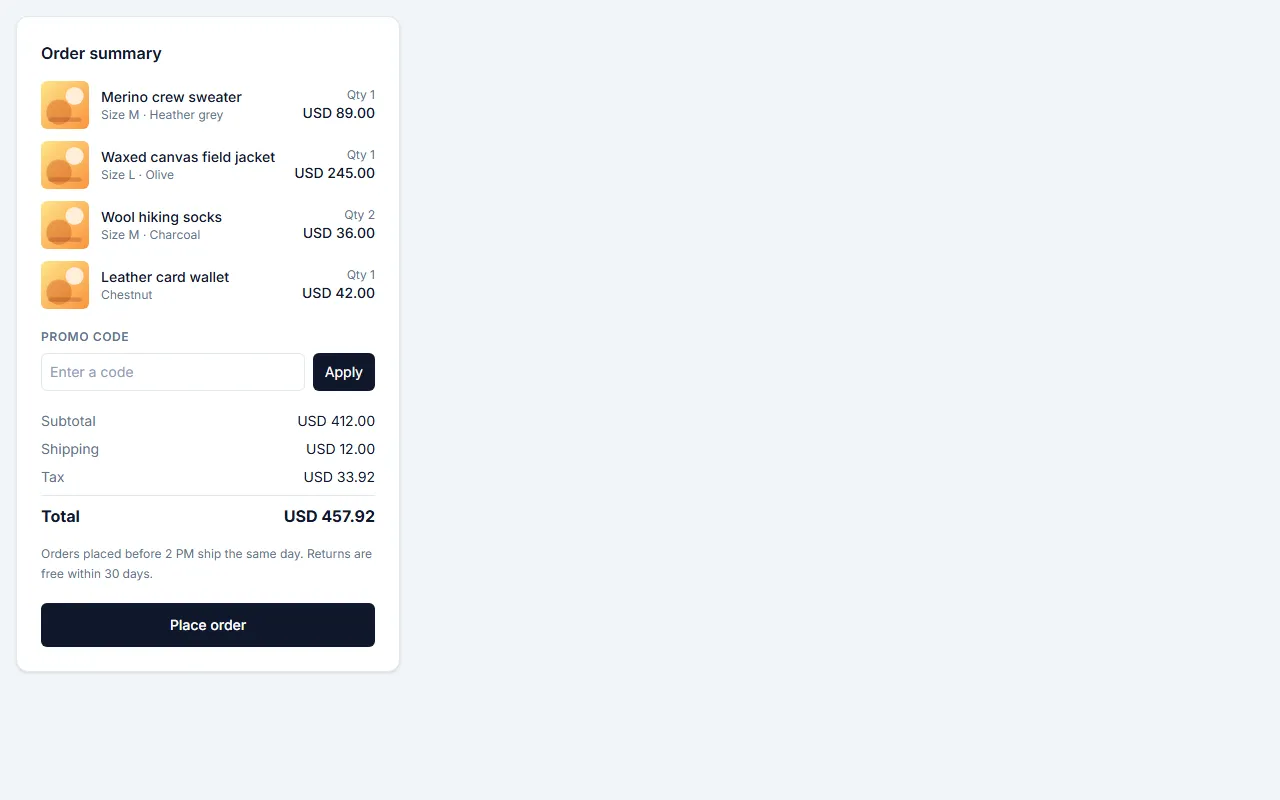 Order summary
Merino crew sweater
Size M · Heather grey
Qty 1
USD 89.00
Waxed canvas field jacket
Size L · Olive
Qty 1
USD 245.00
Wool hiking socks
Size M · Charcoal
Qty 2
USD 36.00
Leather card wallet
Chestnut
Qty 1
USD 42.00
PROMO CODE
Enter a code
Apply
Subtotal USD 412.00
Shipping USD 12.00
Tax USD 33.92
Total USD 457.92
Orders placed before 2 PM ship the same day. Returns are
free within 30 days.
Place order